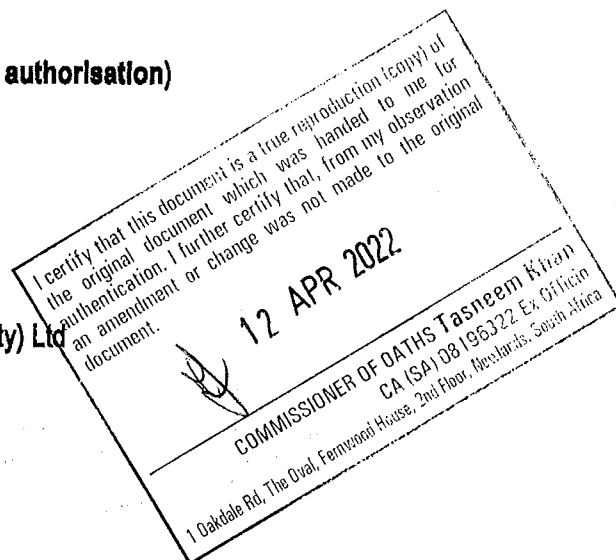 authorisation)
I certify that this document is a true reproduction (copy) of
the original document which was handed to me for
authentication. I further certify that, from my observation
an amendment or change was not made to the original
document.
12 APR 2022
ty) Ltd
COMMISSIONER OF OATHS Tasneem Khan
CA (SA) 08196322 Ex Officio
1 Oakdale Rd, The Oval, Fernwood House, 2nd Floor, Newlands, South Africa